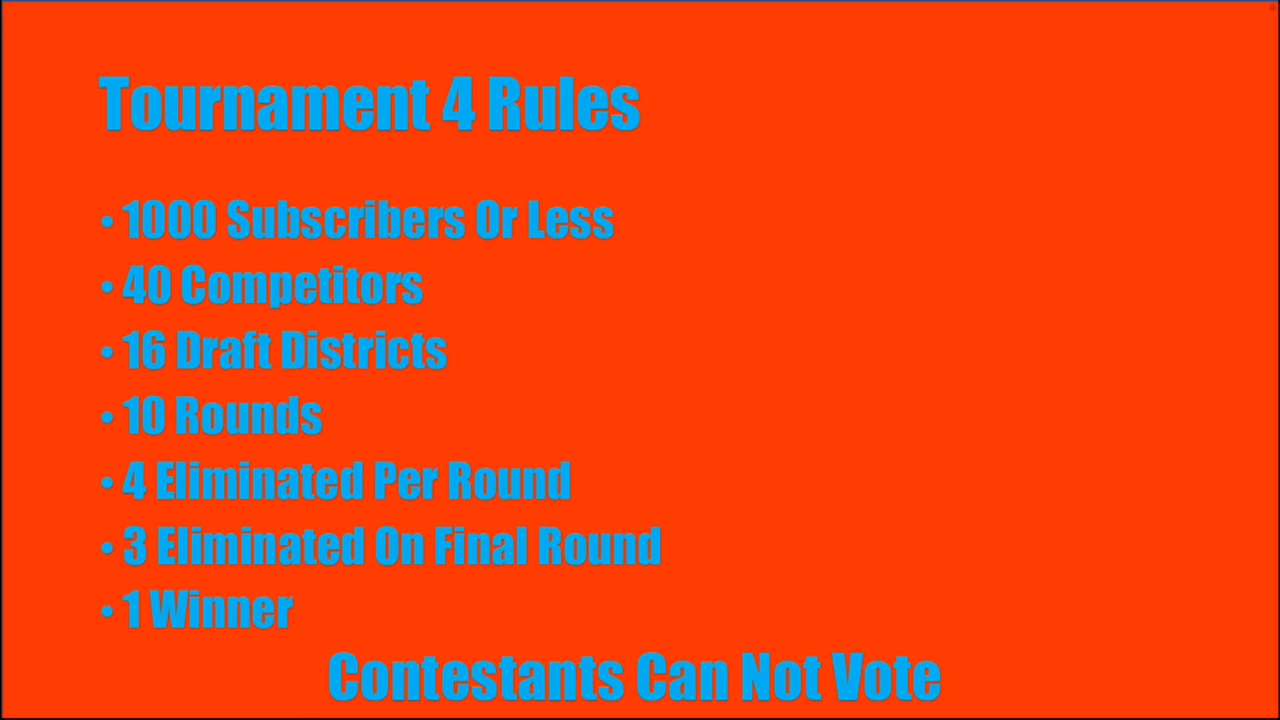 Tournament 4 Rules
• 1000 Subscribers Or Less
• 40 Competitors
• 16 Draft Districts
• 10 Rounds
• 4 Eliminated Per Round
• 3 Eliminated On Final Round
• 1 Winner
Contestants Can Not Vote